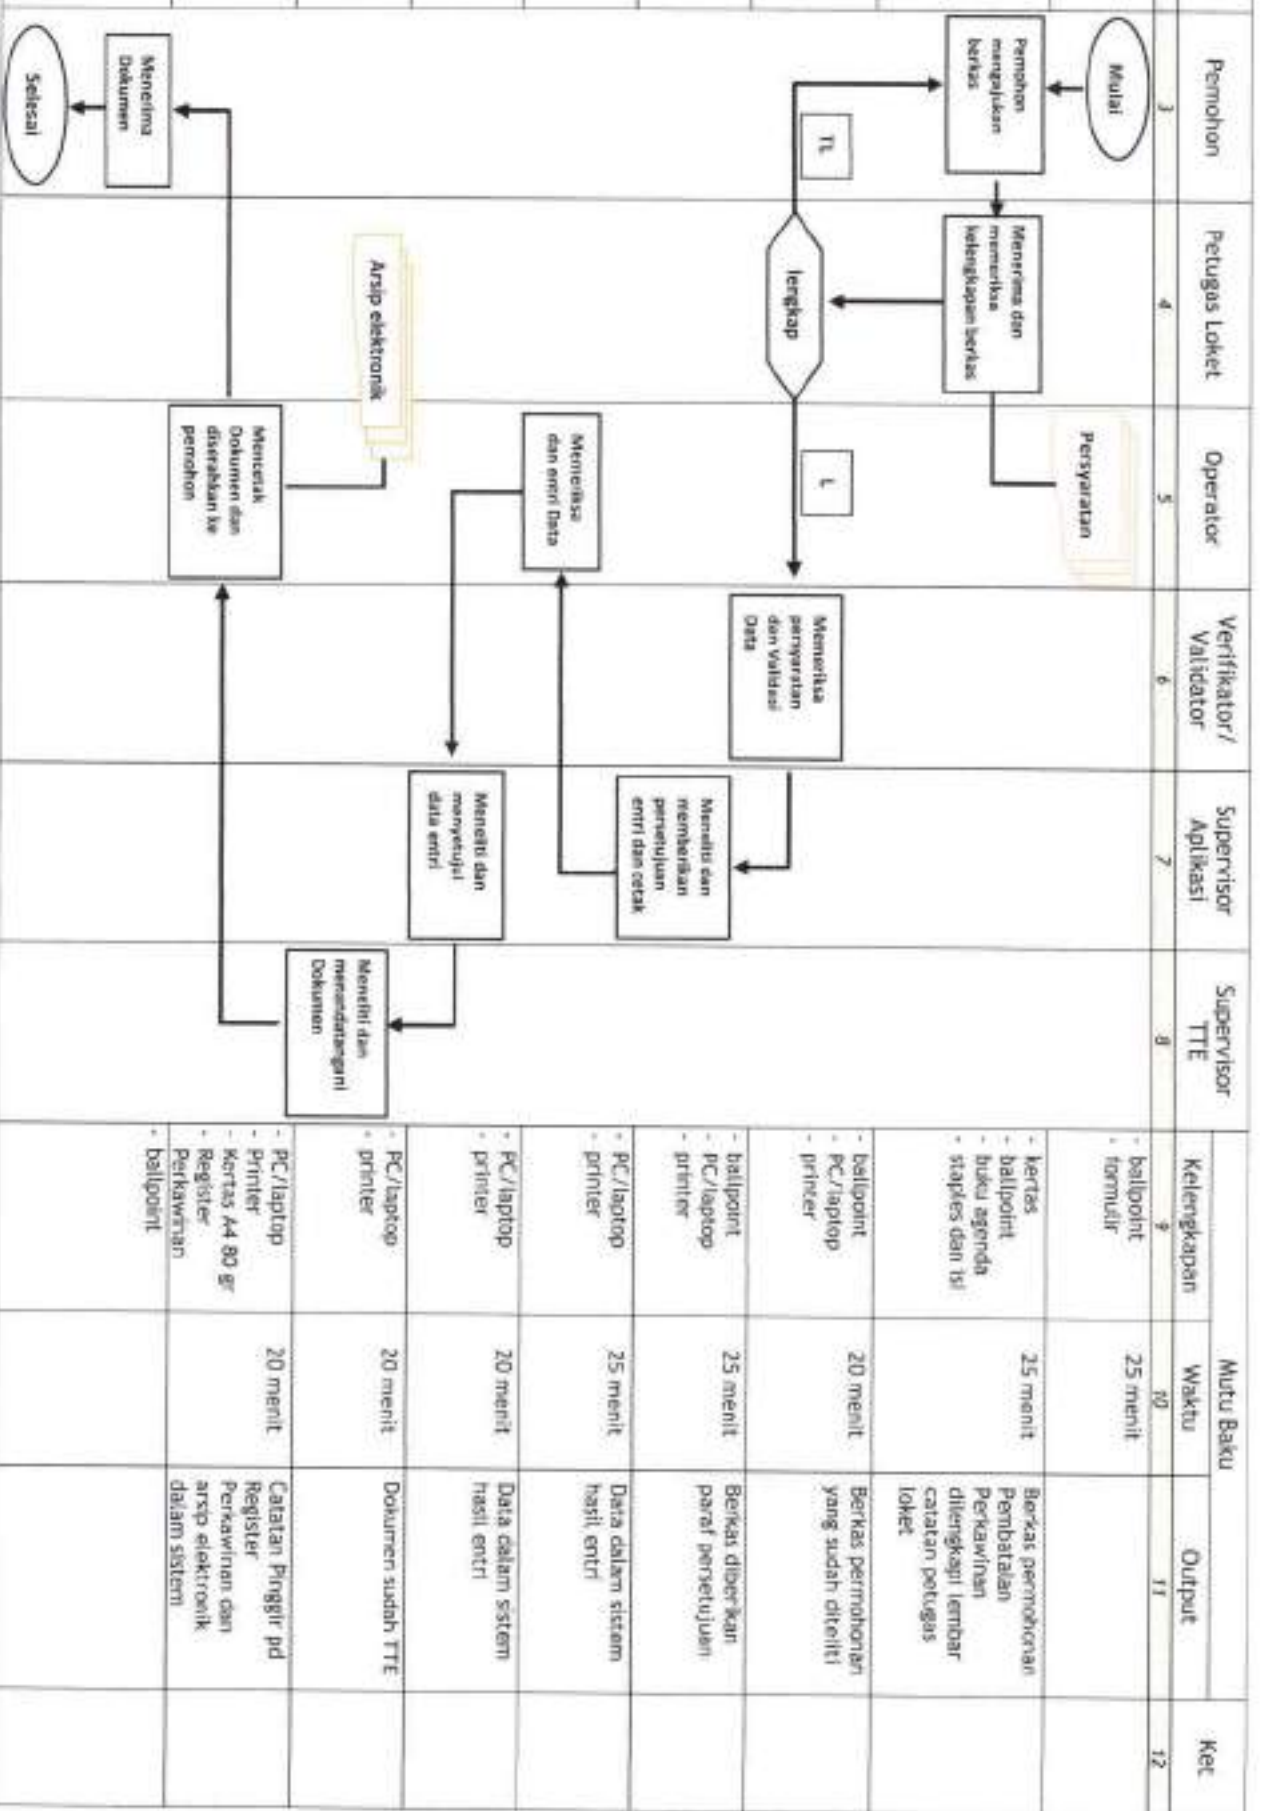 Pemohon
Petugas Loket
Operator
Verifikator/
Validator
Supervisor
Aplikasi
Supervisor
TTE
Mutu Baku
Kelengkapan
Waktu
Output
Ket
3
4
5
6
7
8
9
10
11
12
Mulai
Pemohon
mengajukan
berkas
Persyaratan
- ballpoint
- formulir
25 menit
Menerima dan
memeriksa
kelengkapan berkas
- kertas
- ballpoint
- buku agenda
- staples dan isi
25 menit
Berkas permohonan
Pembatalan
Perkawinan
dilengkapi lembar
catatan petugas
loket
TL
lengkap
L
Memeriksa
persyaratan
dan Validasi
Data
- ballpoint
- PC/laptop
- printer
20 menit
Berkas permohonan
yang sudah diteliti
Meneliti dan
memberikan
persetujuan
entri dan cetak
- ballpoint
- PC/laptop
- printer
25 menit
Berkas diberikan
paraf persetujuan
Memeriksa
dan entri Data
- PC/laptop
- printer
25 menit
Data dalam sistem
hasil entri
Meneliti dan
menyetujui
data entri
- PC/laptop
- printer
20 menit
Data dalam sistem
hasil entri
Arsip elektronik
Meneliti dan
menandatangani
Dokumen
- PC/laptop
- printer
20 menit
Dokumen sudah TTE
Mencetak
Dokumen dan
diserahkan ke
pemohon
- PC/laptop
- Printer
- Kertas A4 80 gr
- Register
Perkawinan
- ballpoint
20 menit
Catatan Pinggir pd
Register
Perkawinan dan
arsip elektronik
dalam sistem
Menerima
Dokumen
Selesai